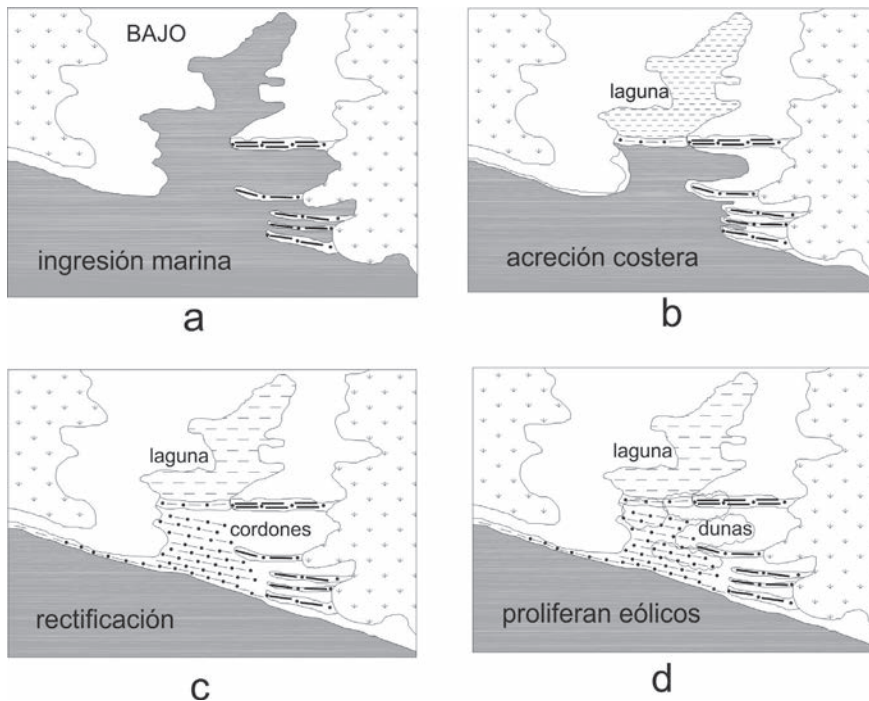 BAJO
ingresión marina
a
laguna
acreción costera
b
laguna
cordones
rectificación
c
laguna
dunas
proliferan eólicos
d